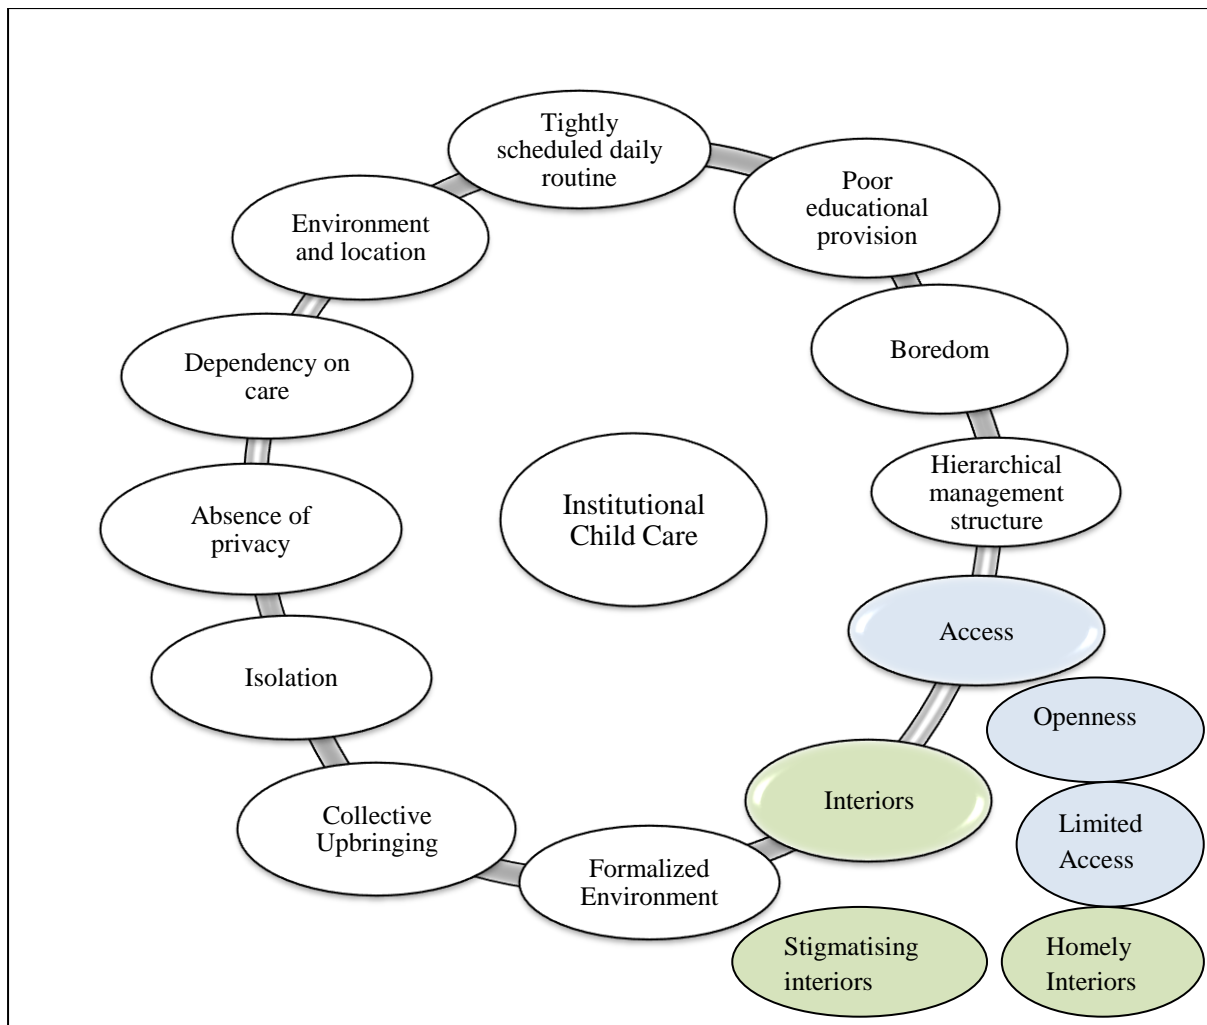 Tightly
scheduled daily
routine
Poor
educational
provision
Boredom
Hierarchical
management
structure
Access
Openness
Limited
Access
Interiors
Stigmatising
interiors
Homely
Interiors
Formalized
Environment
Collective
Upbringing
Isolation
Absence of
privacy
Dependency on
care
Environment
and location
Institutional
Child Care